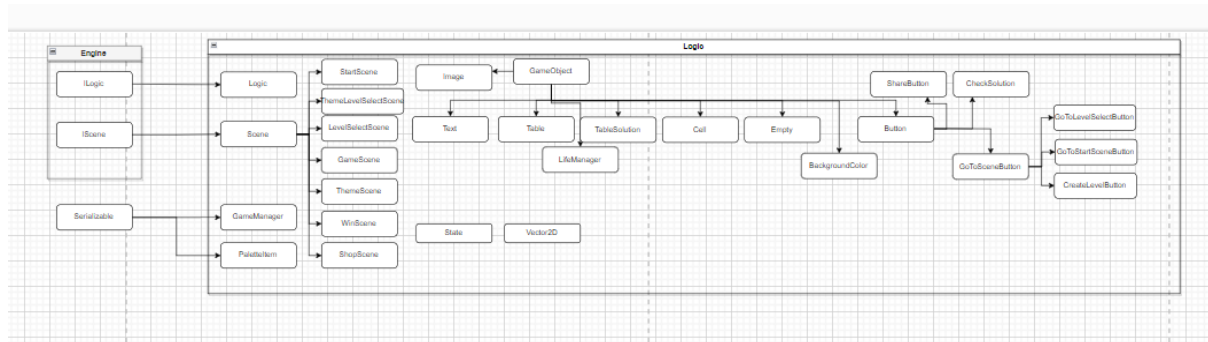 Engine
Logic
ILogic
IScene
Serializable
Logic
Scene
GameManager
PaletteItem
StartScene
ThemeLevelSelectScene
LevelSelectScene
GameScene
ThemeScene
WinScene
ShopScene
Image
GameObject
Text
Table
TableSolution
Cell
Empty
Button
LifeManager
BackgroundColor
State
Vector2D
ShareButton
CheckSolution
GoToSceneButton
GoToLevelSelectButton
GoToStartSceneButton
CreateLevelButton